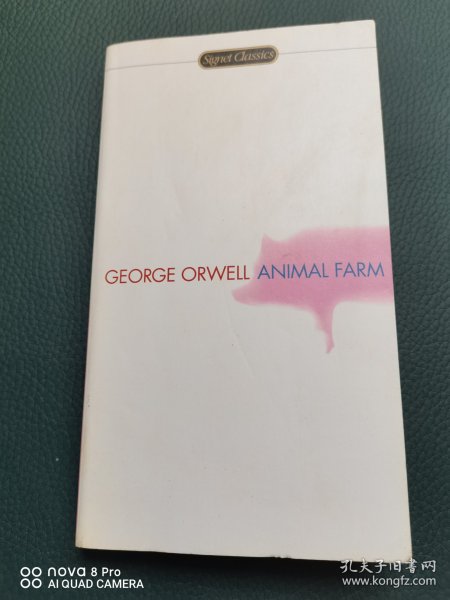 Signet Classics
GEORGE ORWELL ANIMAL FARM
nova 8 Pro
AI QUAD CAMERA
孔夫子旧书网
www.kongfz.com